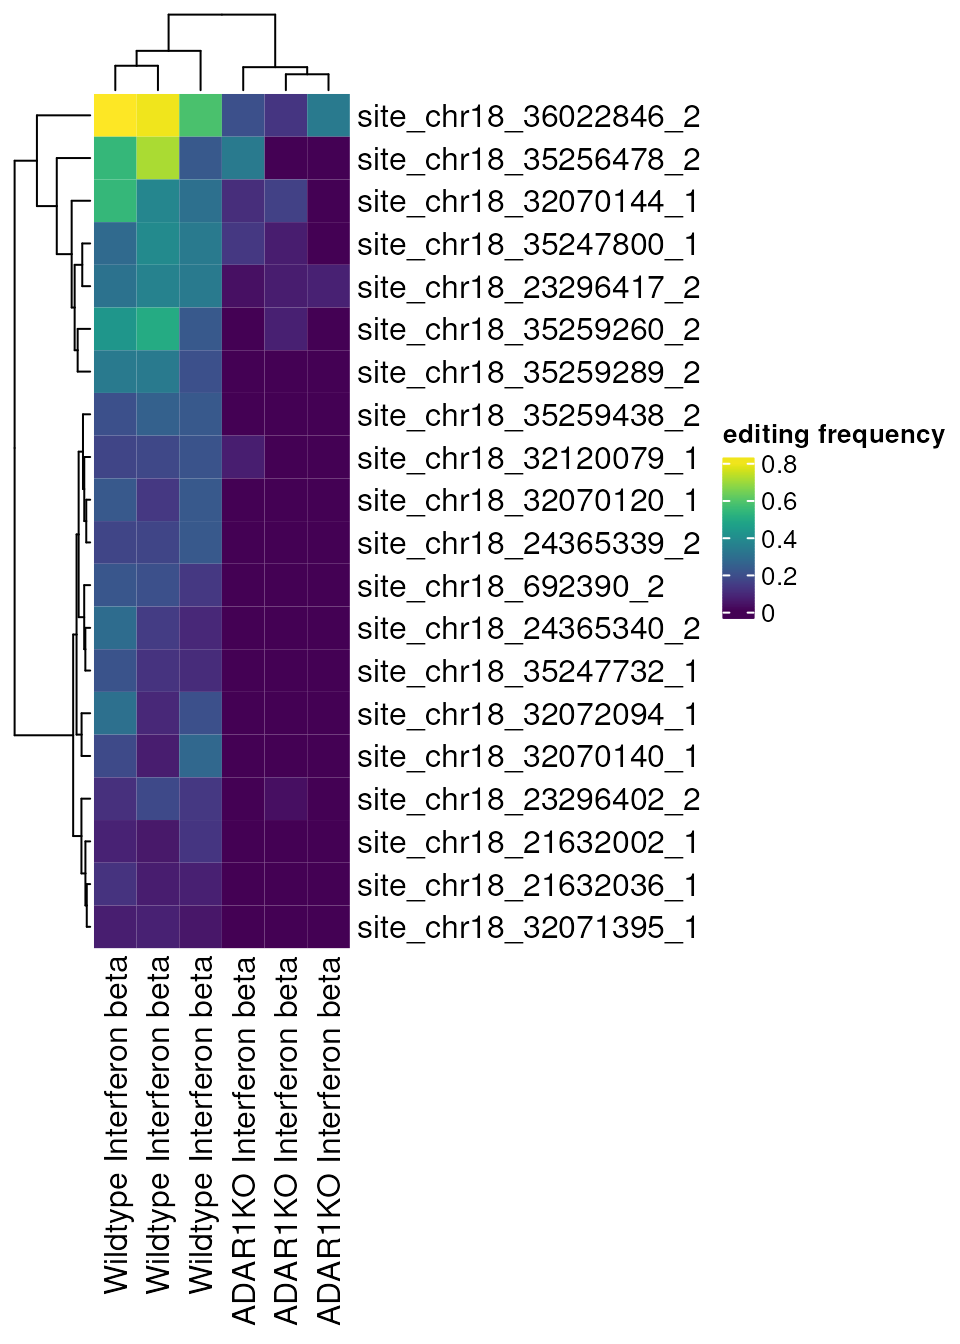 site_chr18_36022846_2
site_chr18_35256478_2
site_chr18_32070144_1
site_chr18_35247800_1
site_chr18_23296417_2
site_chr18_35259260_2
site_chr18_35259289_2
site_chr18_35259438_2
site_chr18_32120079_1
site_chr18_32070120_1
site_chr18_24365339_2
site_chr18_692390_2
site_chr18_24365340_2
site_chr18_35247732_1
site_chr18_32072094_1
site_chr18_32070140_1
site_chr18_23296402_2
site_chr18_21632002_1
site_chr18_21632036_1
site_chr18_32071395_1
editing frequency
0.8
0.6
0.4
0.2
0
Wildtype Interferon beta
Wildtype Interferon beta
Wildtype Interferon beta
ADAR1KO Interferon beta
ADAR1KO Interferon beta
ADAR1KO Interferon beta